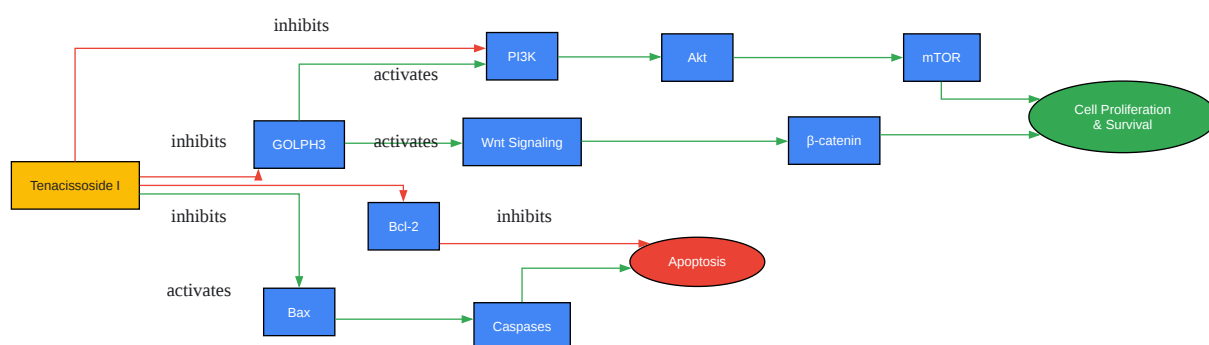 inhibits
PI3K
Akt
mTOR
activates
Cell Proliferation
& Survival
inhibits
GOLPH3
activates
Wnt Signaling
β-catenin
Tenacissoside I
inhibits
Bcl-2
inhibits
Apoptosis
activates
Bax
Caspases